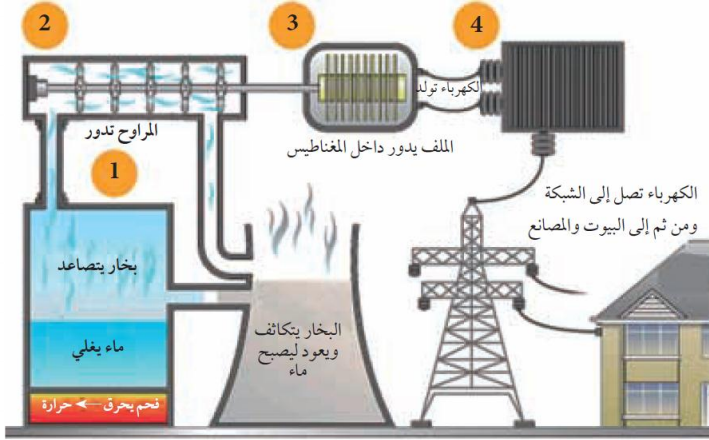 2
3
4
الكهرباء تولد
المراوح تدور
الملف يدور داخل المغناطيس
1
الكهرباء تصل إلى الشبكة
ومن ثم إلى البيوت والمصانع
بخار يتصاعد
ماء يغلي
البخار يتكاثف
ويعود ليصبح
ماء
فحم يحرق ← حرارة